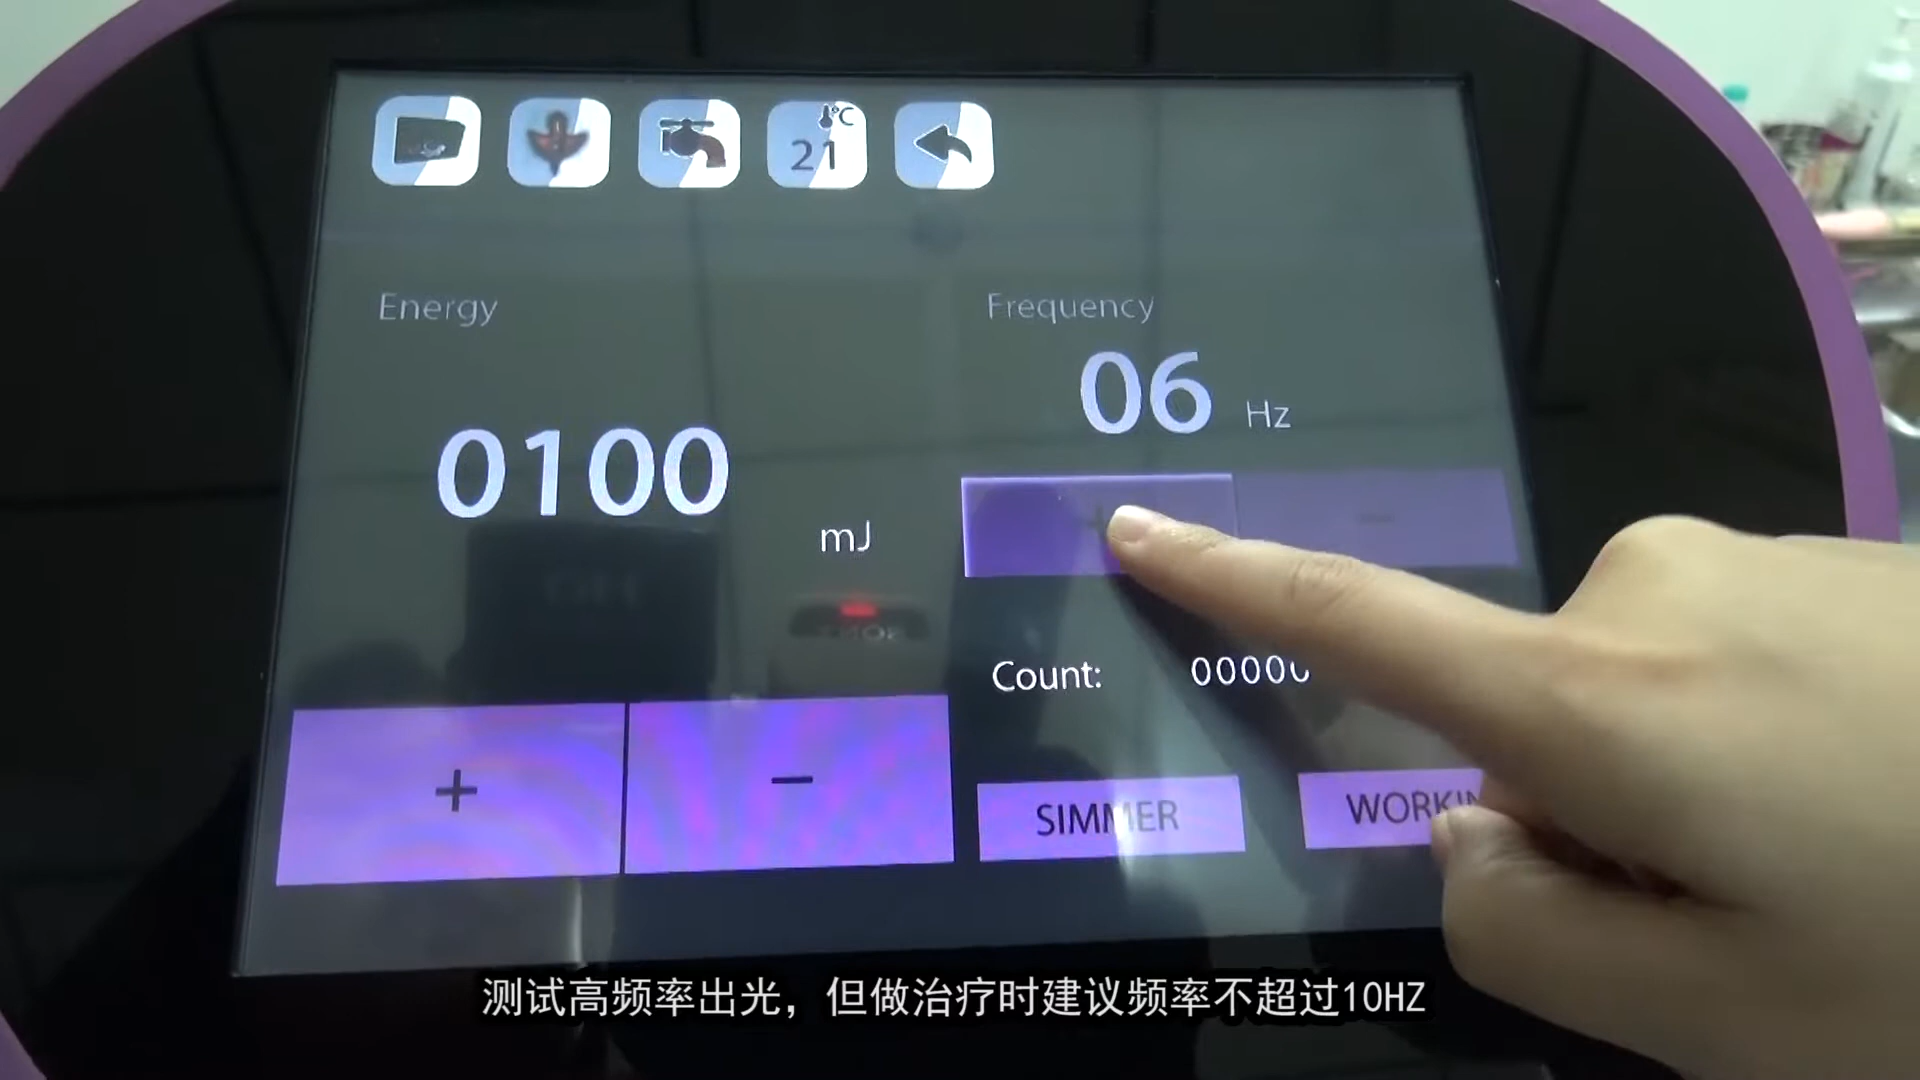 °C
21
Energy
Frequency
06 Hz
0100 mJ
+
−
Count:
+
−
SIMMER
测试高频率出光，但做治疗时建议频率不超过10HZ